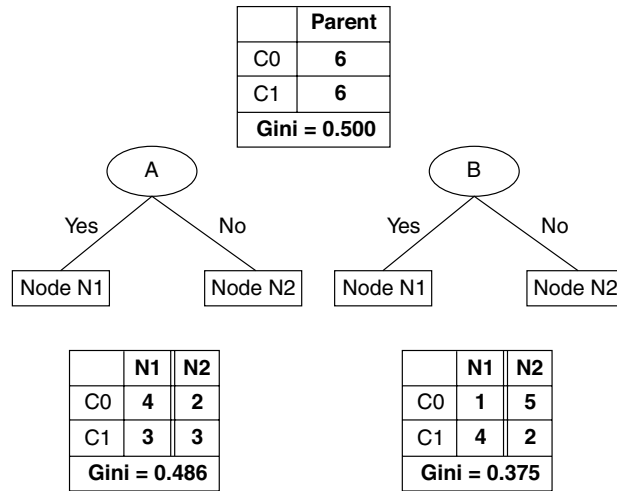 Parent
C0 6
C1 6
Gini = 0.500
A B
Yes No Yes No
Node N1 Node N2 Node N1 Node N2
N1 N2 N1 N2
C0 4 2 C0 1 5
C1 3 3 C1 4 2
Gini = 0.486 Gini = 0.375